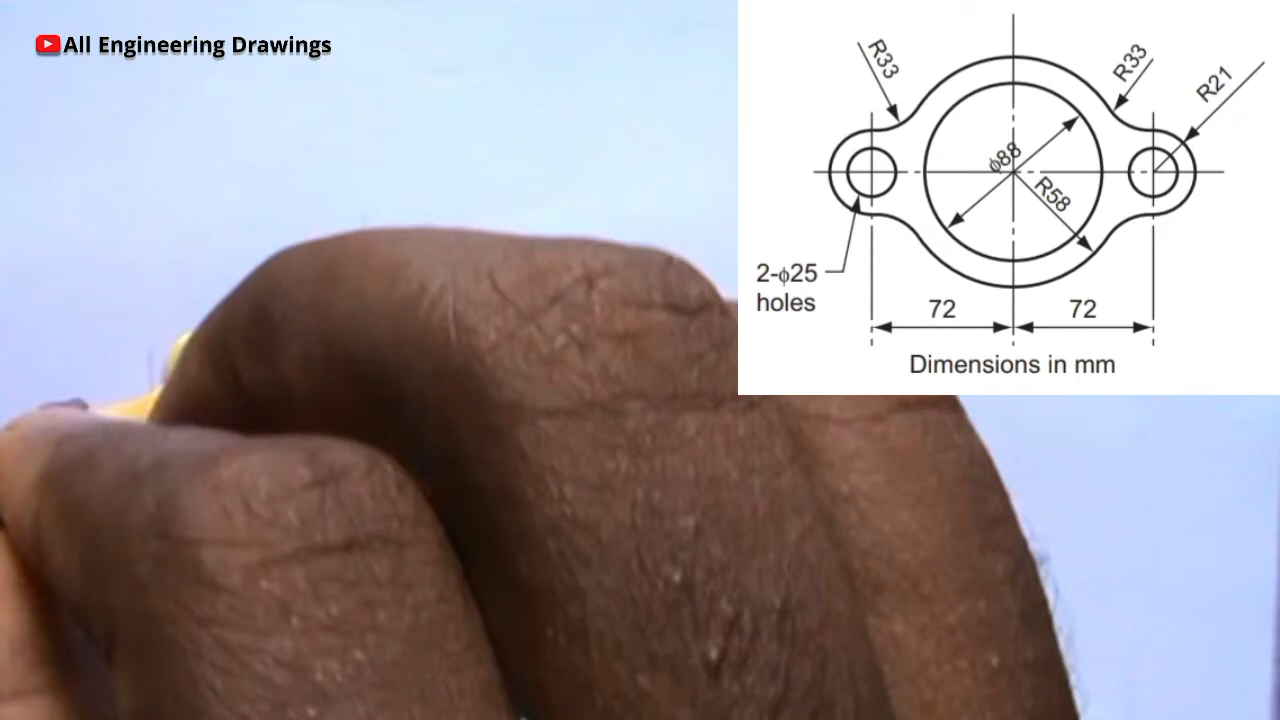 All Engineering Drawings
R33
R33
R21
ϕ88
R58
2-ϕ25
holes
72
72
Dimensions in mm